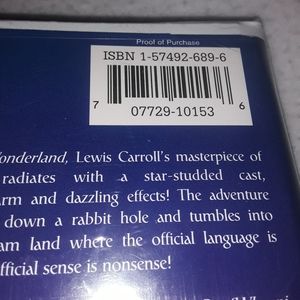 Proof of Purchase
ISBN 1-57492-689-6
7 07729-10153 6
onderland, Lewis Carroll's masterpiece of
radiates with a star-studded cast,
arm and dazzling effects! The adventure
down a rabbit hole and tumbles into
am land where the official language is
fficial sense is nonsense!